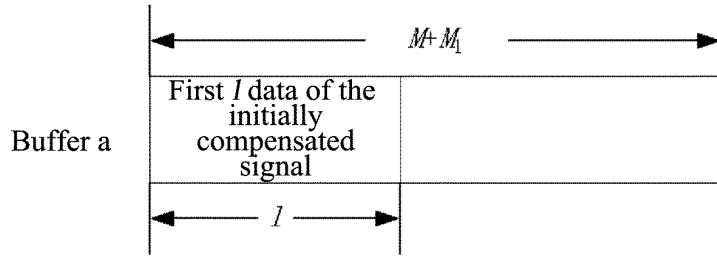 M+M₁
First l data of the
initially
compensated
signal
Buffer a
l